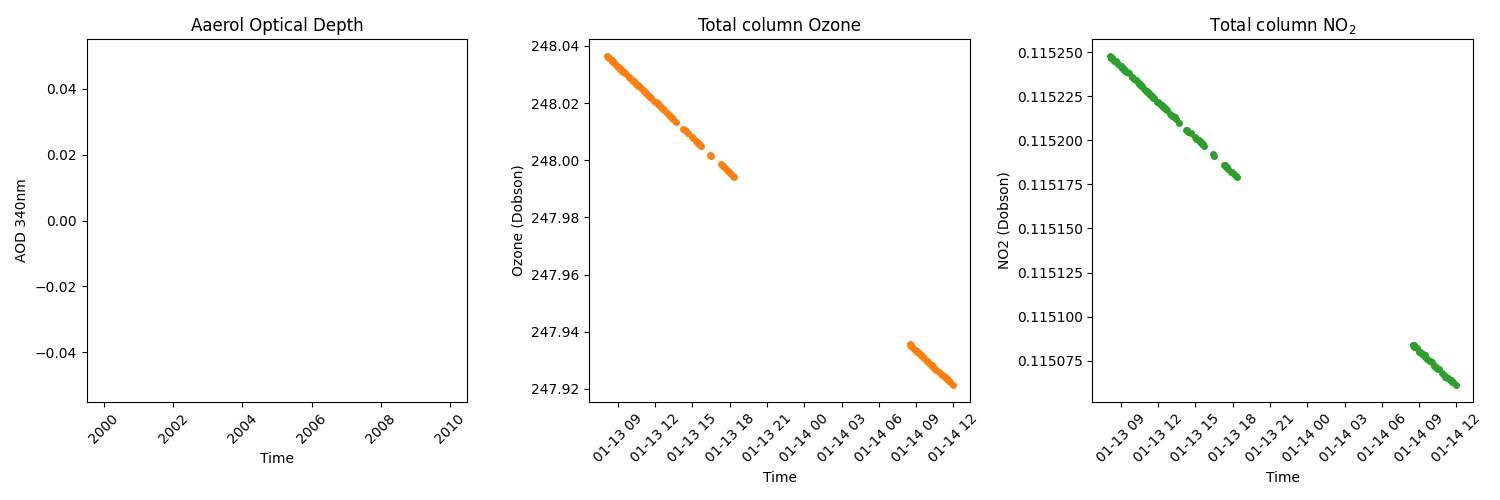 Aaerol Optical Depth
AOD 340nm
0.04
0.02
0.00
−0.02
−0.04
2000 2002 2004 2006 2008 2010
Time
Total column Ozone
Ozone (Dobson)
248.04
248.02
248.00
247.98
247.96
247.94
247.92
01-13 09 01-13 12 01-13 15 01-13 18 01-13 21 01-14 00 01-14 03 01-14 06 01-14 09 01-14 12
Time
Total column NO₂
NO2 (Dobson)
0.115250
0.115225
0.115200
0.115175
0.115150
0.115125
0.115100
0.115075
01-13 09 01-13 12 01-13 15 01-13 18 01-13 21 01-14 00 01-14 03 01-14 06 01-14 09 01-14 12
Time